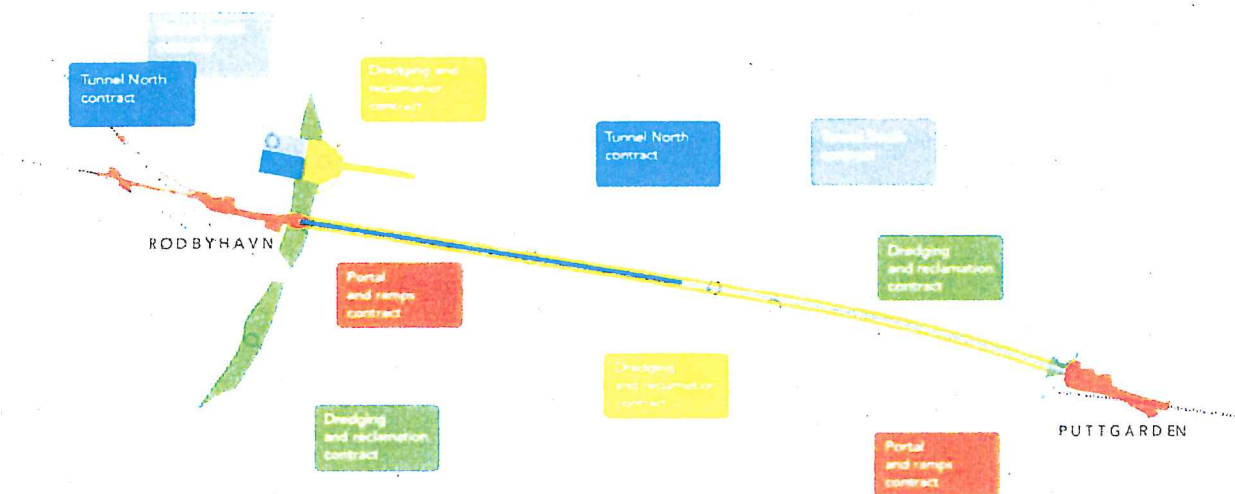 Tunnel North
contract
Dredging and
reclamation
contract
Tunnel North
contract
RODBYHAVN
Portal
and ramps
contract
Dredging
and reclamation
contract
Dredging
and reclamation
contract
Dredging
and reclamation
contract
PUTTGARDEN
Portal
and ramps
contract